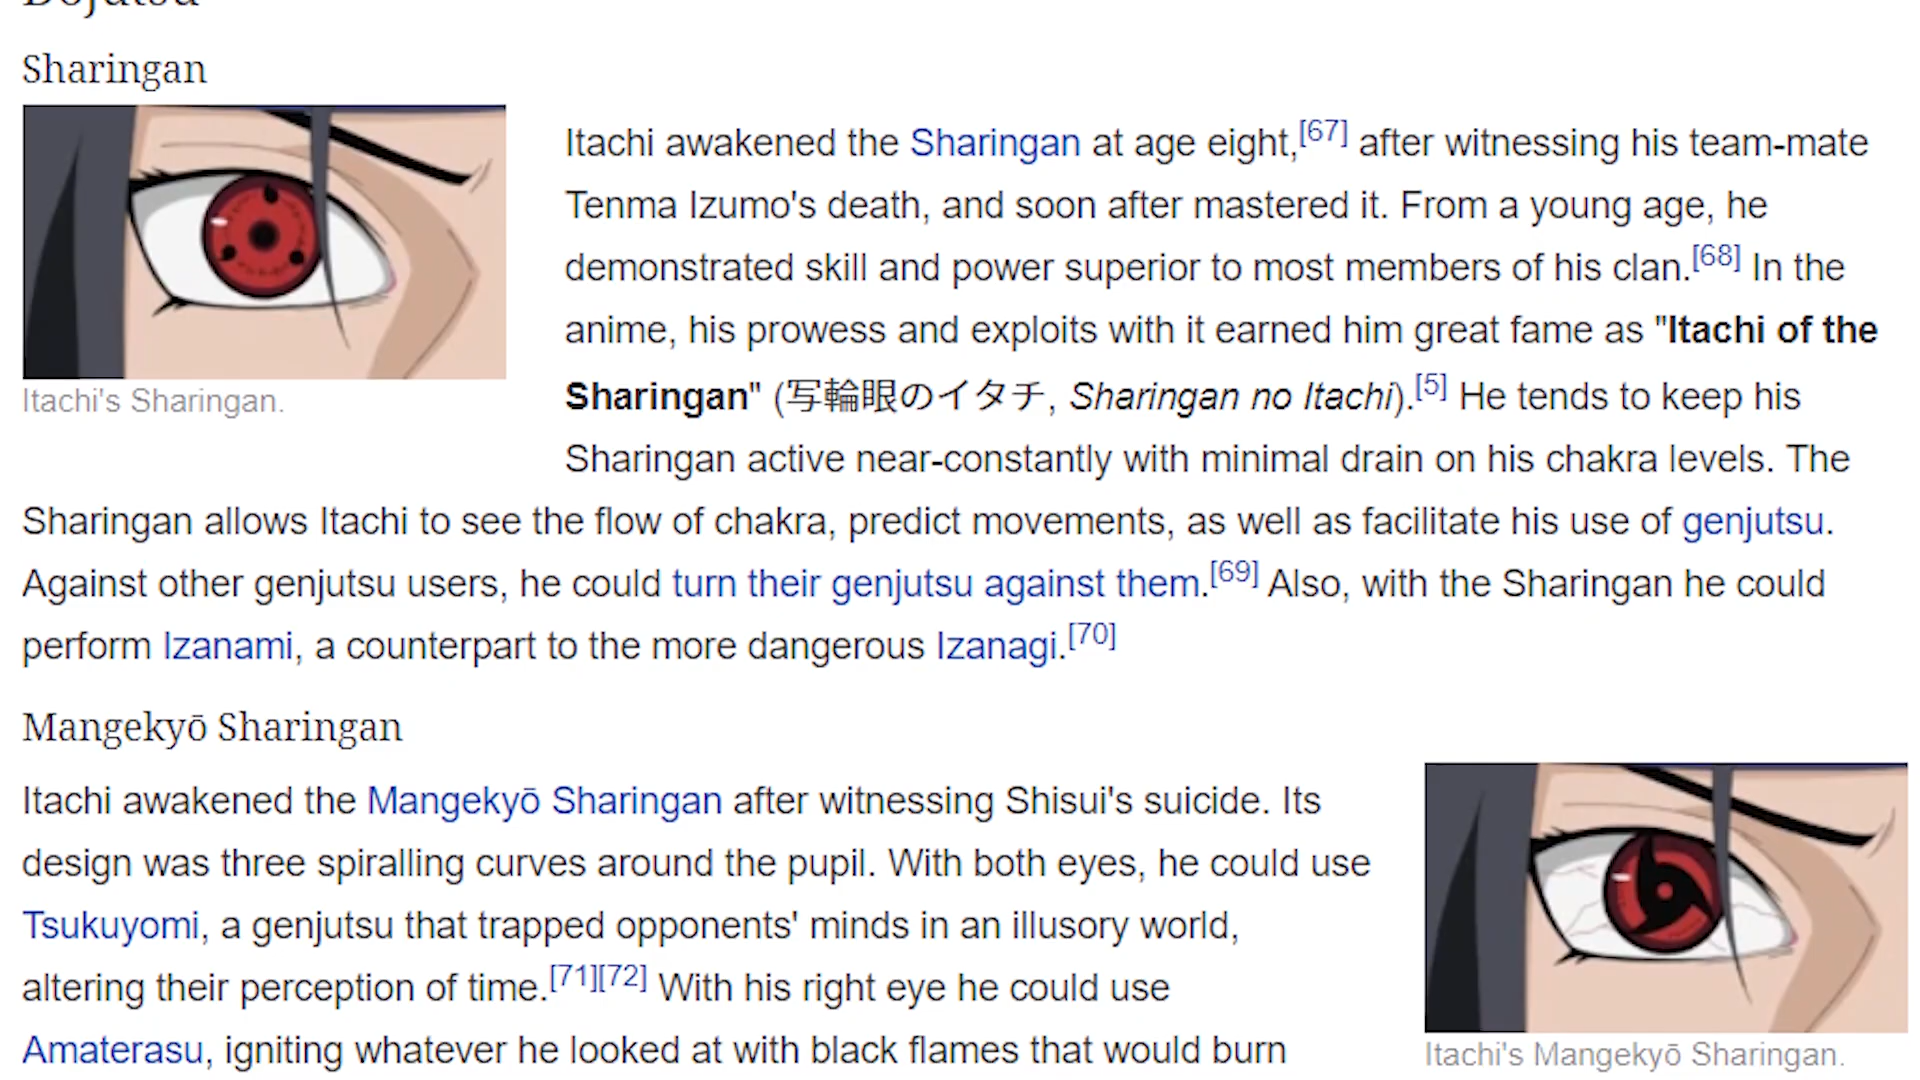 Dōjutsu
Sharingan
Itachi's Sharingan.
Itachi awakened the Sharingan at age eight,[67] after witnessing his team-mate
Tenma Izumo's death, and soon after mastered it. From a young age, he
demonstrated skill and power superior to most members of his clan.[68] In the
anime, his prowess and exploits with it earned him great fame as "Itachi of the
Sharingan" (写輪眼のイタチ, Sharingan no Itachi).[5] He tends to keep his
Sharingan active near-constantly with minimal drain on his chakra levels. The
Sharingan allows Itachi to see the flow of chakra, predict movements, as well as facilitate his use of genjutsu.
Against other genjutsu users, he could turn their genjutsu against them.[69] Also, with the Sharingan he could
perform Izanami, a counterpart to the more dangerous Izanagi.[70]
Mangekyō Sharingan
Itachi awakened the Mangekyō Sharingan after witnessing Shisui's suicide. Its
design was three spiralling curves around the pupil. With both eyes, he could use
Tsukuyomi, a genjutsu that trapped opponents' minds in an illusory world,
altering their perception of time.[71][72] With his right eye he could use
Amaterasu, igniting whatever he looked at with black flames that would burn
Itachi's Mangekyō Sharingan.